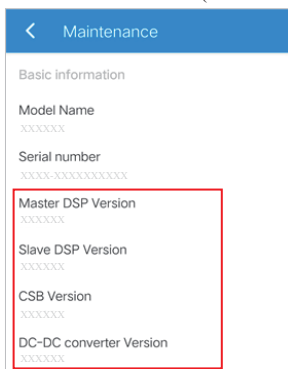 Maintenance
Basic information
Model Name
XXXXXX
Serial number
XXXX-XXXXXXXXXX
Master DSP Version
XXXXXX
Slave DSP Version
XXXXXX
CSB Version
XXXXXX
DC-DC converter Version
XXXXXX